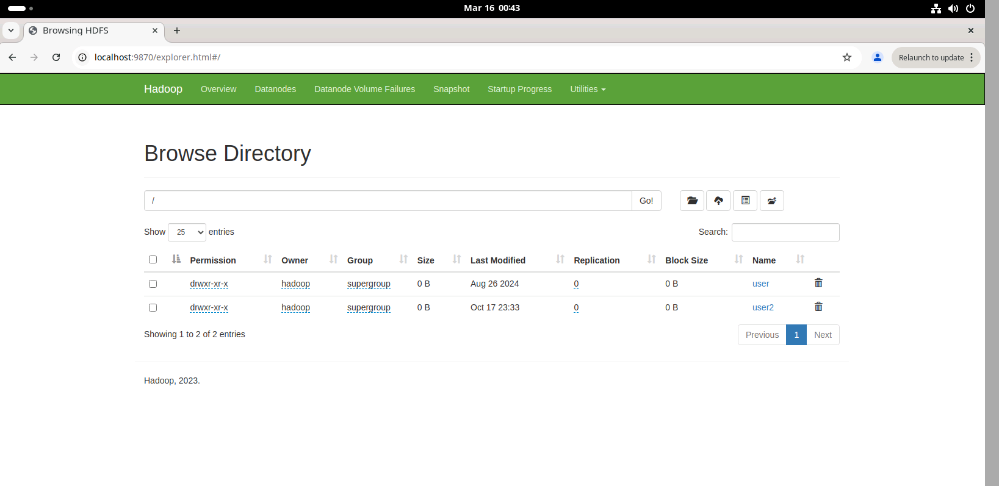 Mar 16 00:43
Browsing HDFS
localhost:9870/explorer.html#/
Relaunch to update
Hadoop Overview Datanodes Datanode Volume Failures Snapshot Startup Progress Utilities
Browse Directory
/ Go!
Show 25 entries Search:
Permission Owner Group Size Last Modified Replication Block Size Name
drwxr-xr-x hadoop supergroup 0 B Aug 26 2024 0 0 B user
drwxr-xr-x hadoop supergroup 0 B Oct 17 23:33 0 0 B user2
Showing 1 to 2 of 2 entries Previous 1 Next
Hadoop, 2023.